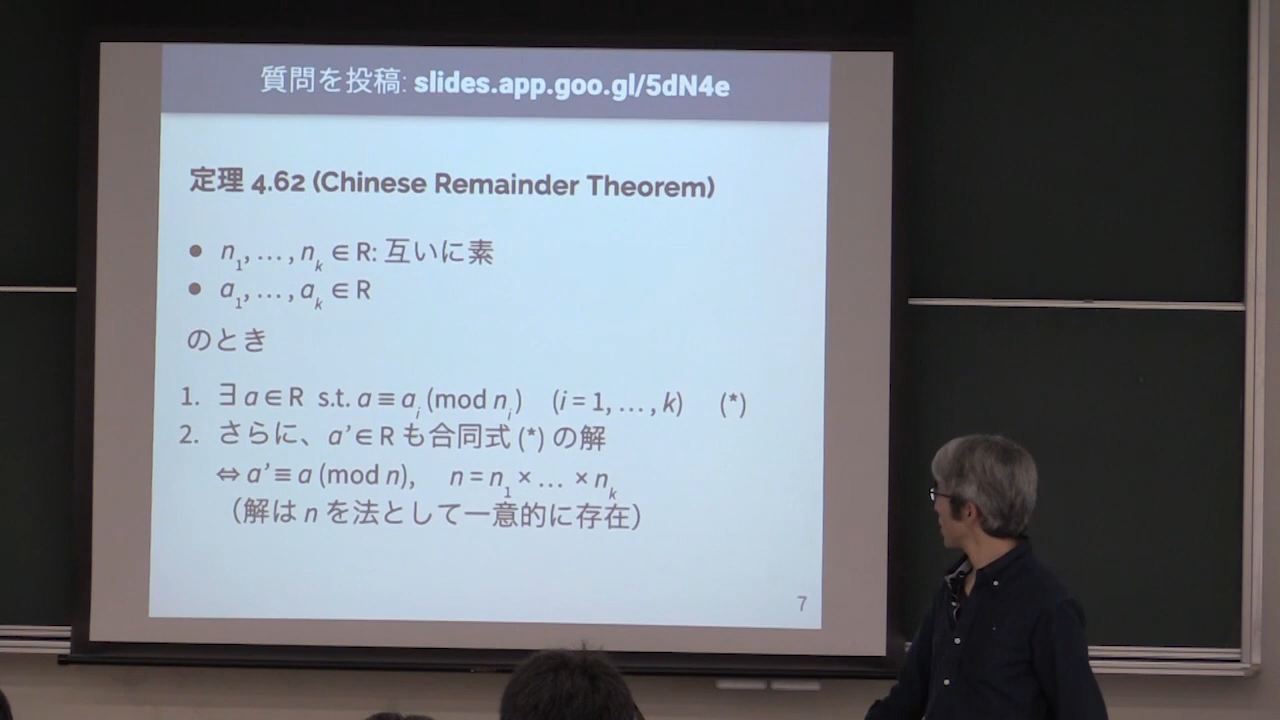 質問を投稿: slides.app.goo.gl/5dN4e
定理 4.62 (Chinese Remainder Theorem)
● n1, … , nk ∈ R: 互いに素
● a1, … , ak ∈ R
のとき
1. ∃ a ∈ R s.t. a ≡ ai (mod ni) (i = 1, … , k) (*)
2. さらに、a’ ∈ R も合同式 (*) の解
⇔ a’ ≡ a (mod n), n = n1 × … × nk
（解は n を法として一意的に存在）
7